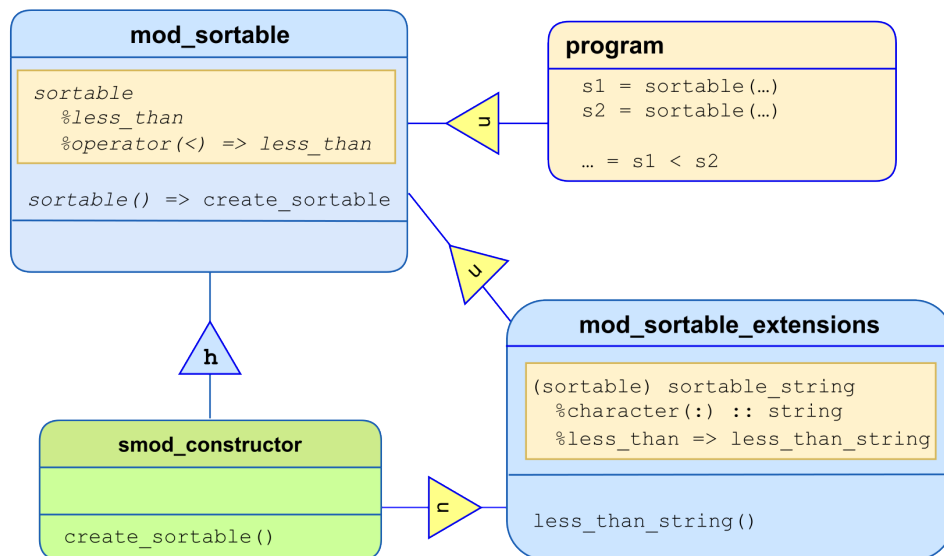 mod_sortable
sortable
%less_than
%operator(<) => less_than
sortable() => create_sortable
program
s1 = sortable(…)
s2 = sortable(…)
… = s1 < s2
u
u
h
mod_sortable_extensions
(sortable) sortable_string
%character(:) :: string
%less_than => less_than_string
less_than_string()
smod_constructor
create_sortable()
u